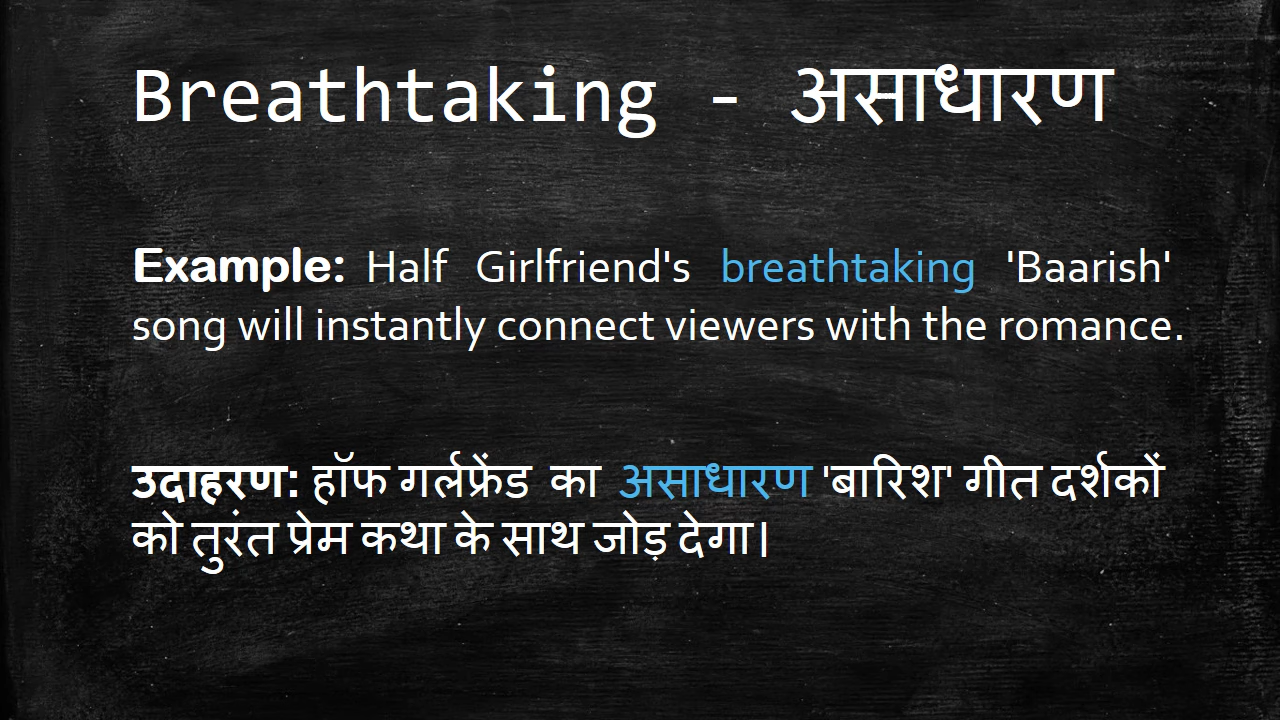 Breathtaking - असाधारण
Example: Half Girlfriend's breathtaking 'Baarish'
song will instantly connect viewers with the romance.
उदाहरण: हॉफ गर्लफ्रेंड का असाधारण 'बारिश' गीत दर्शकों
को तुरंत प्रेम कथा के साथ जोड़ देगा।